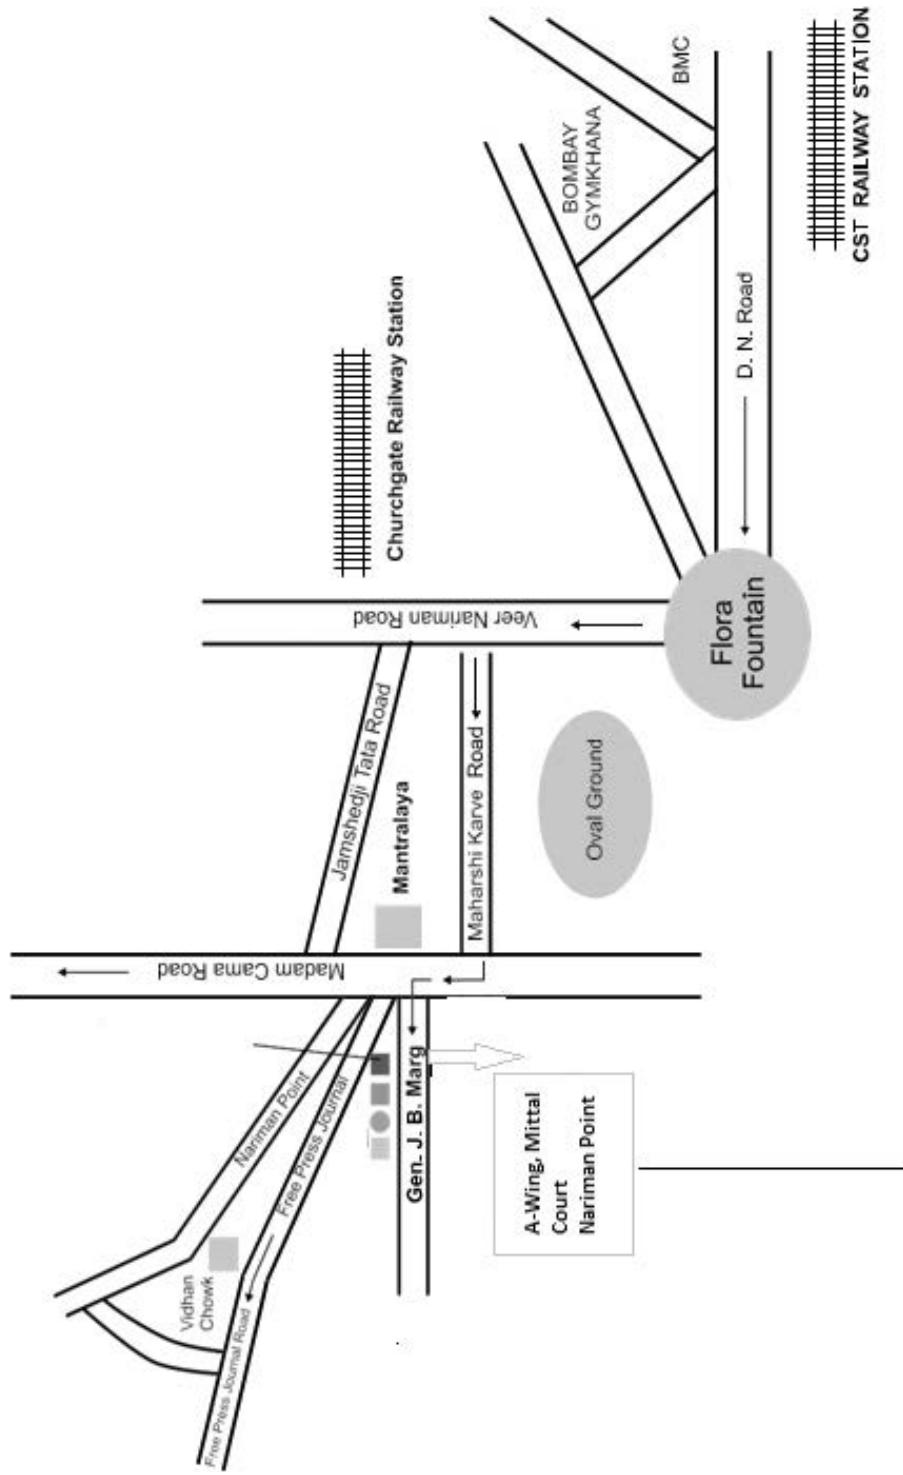 BMC
CST RAILWAY STATION
BOMBAY
GYMKHANA
D. N. Road
Churchgate Railway Station
Veer Nariman Road
Flora
Fountain
Jamshedji Tata Road
Mantralaya
Maharshi Karve Road
Oval Ground
Madam Cama Road
Nariman Point
Free Press Journal
Gen. J. B. Marg
Vidhan
Chowk
Free Press Journal Road
A-Wing, Mittal
Court
Nariman Point